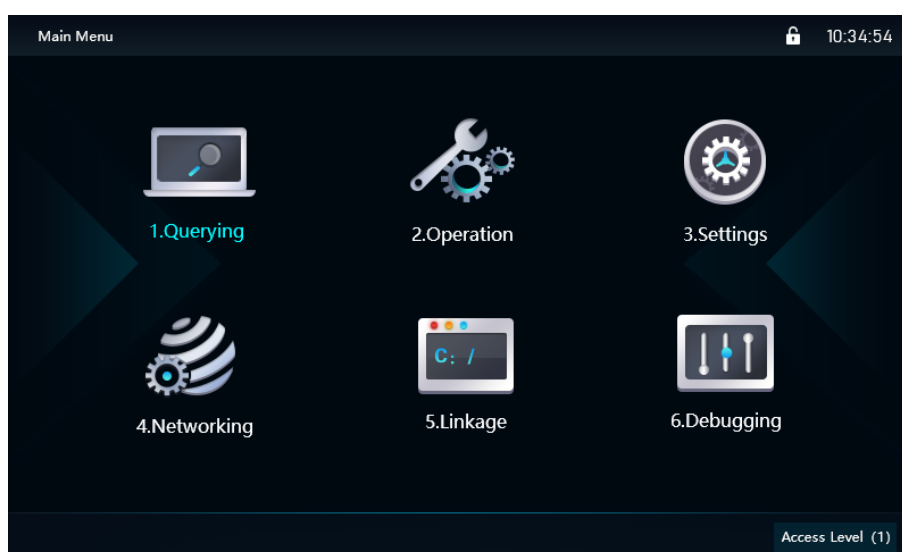 Main Menu
10:34:54
1.Querying
2.Operation
3.Settings
C: /
4.Networking
5.Linkage
6.Debugging
Access Level (1)